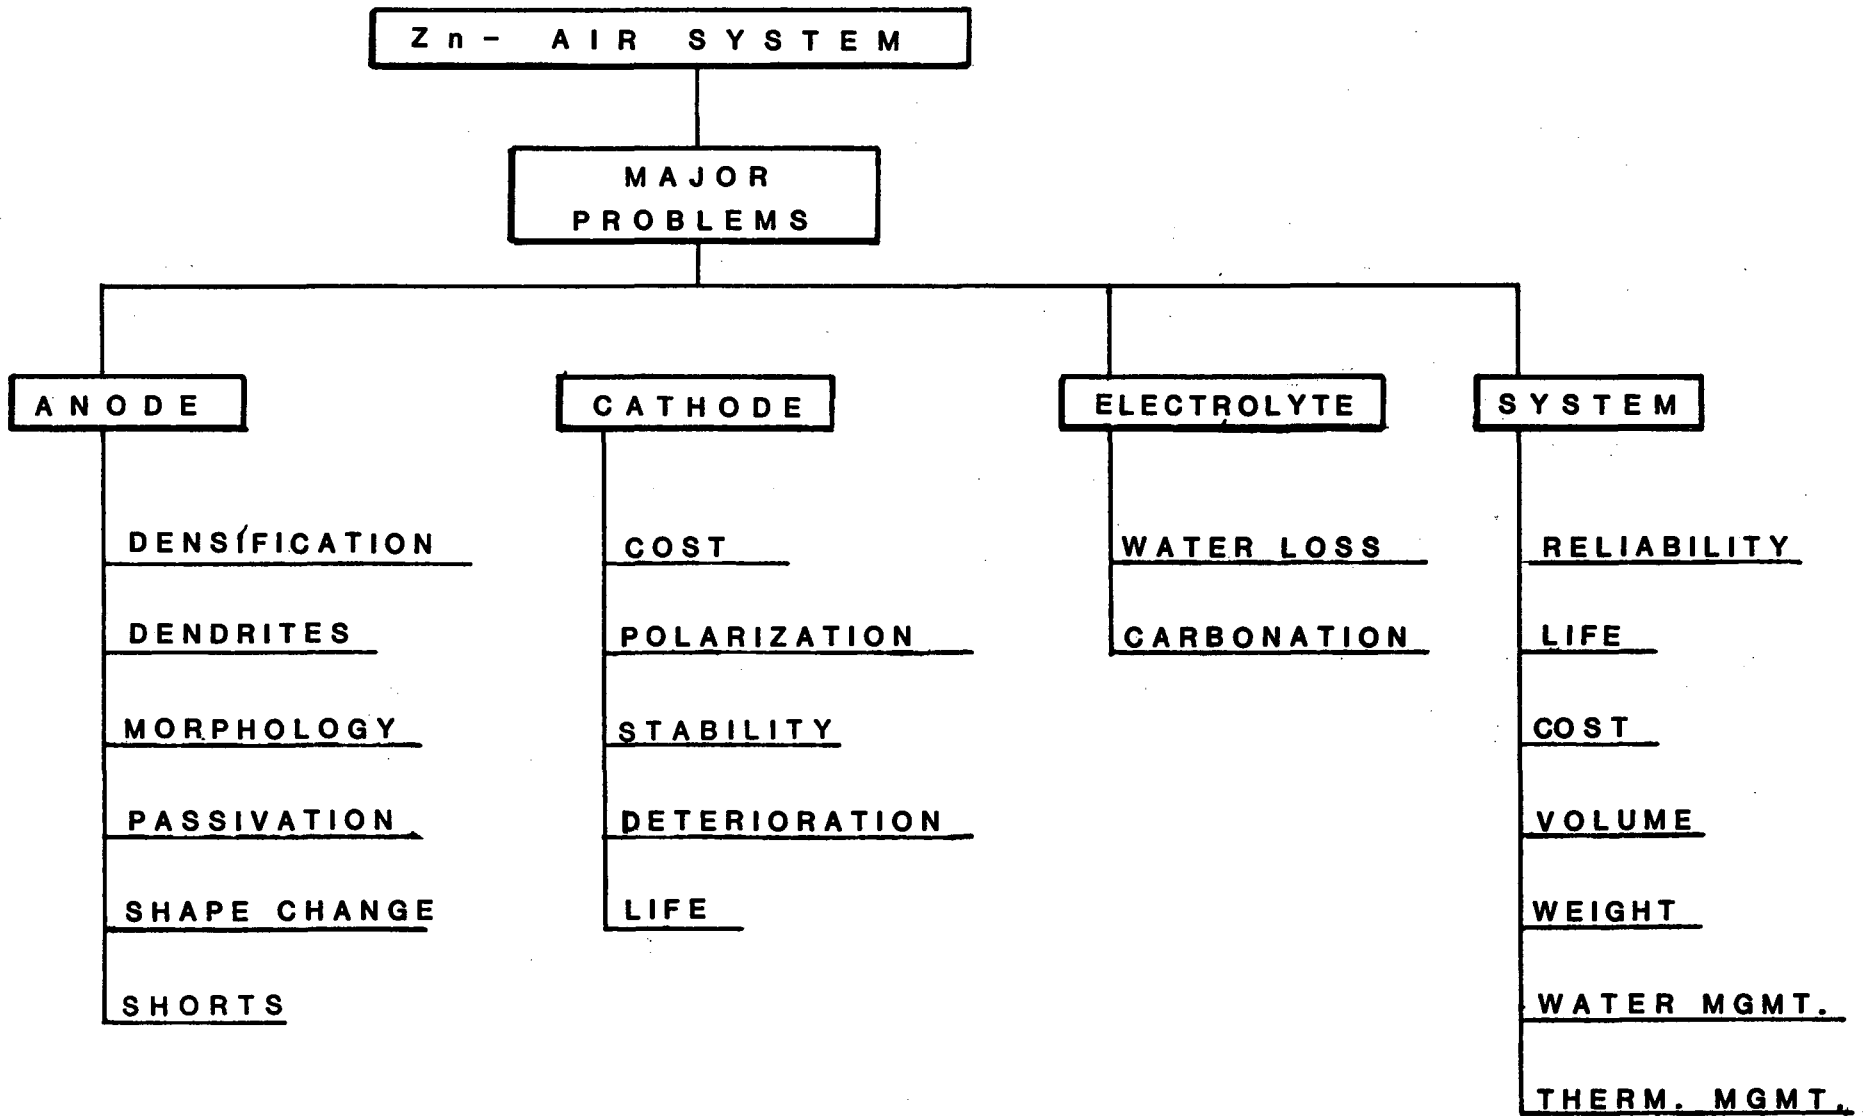 Zn- AIR SYSTEM
MAJOR
PROBLEMS
ANODE
DENSIFICATION
DENDRITES
MORPHOLOGY
PASSIVATION
SHAPE CHANGE
SHORTS
CATHODE
COST
POLARIZATION
STABILITY
DETERIORATION
LIFE
ELECTROLYTE
WATER LOSS
CARBONATION
SYSTEM
RELIABILITY
LIFE
COST
VOLUME
WEIGHT
WATER MGMT.
THERM. MGMT.